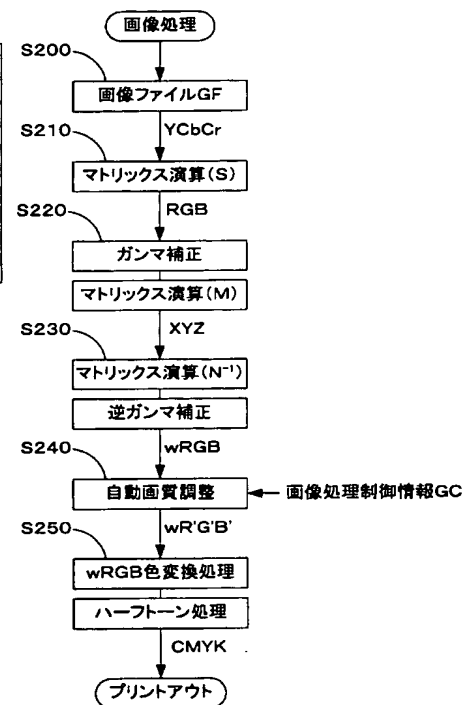 画像処理
S200
画像ファイルGF
YCbCr
S210
マトリックス演算(S)
RGB
S220
ガンマ補正
マトリックス演算(M)
XYZ
S230
マトリックス演算(N⁻¹)
逆ガンマ補正
wRGB
S240
自動画質調整
画像処理制御情報GC
wR'G'B'
S250
wRGB色変換処理
ハーフトーン処理
CMYK
プリントアウト